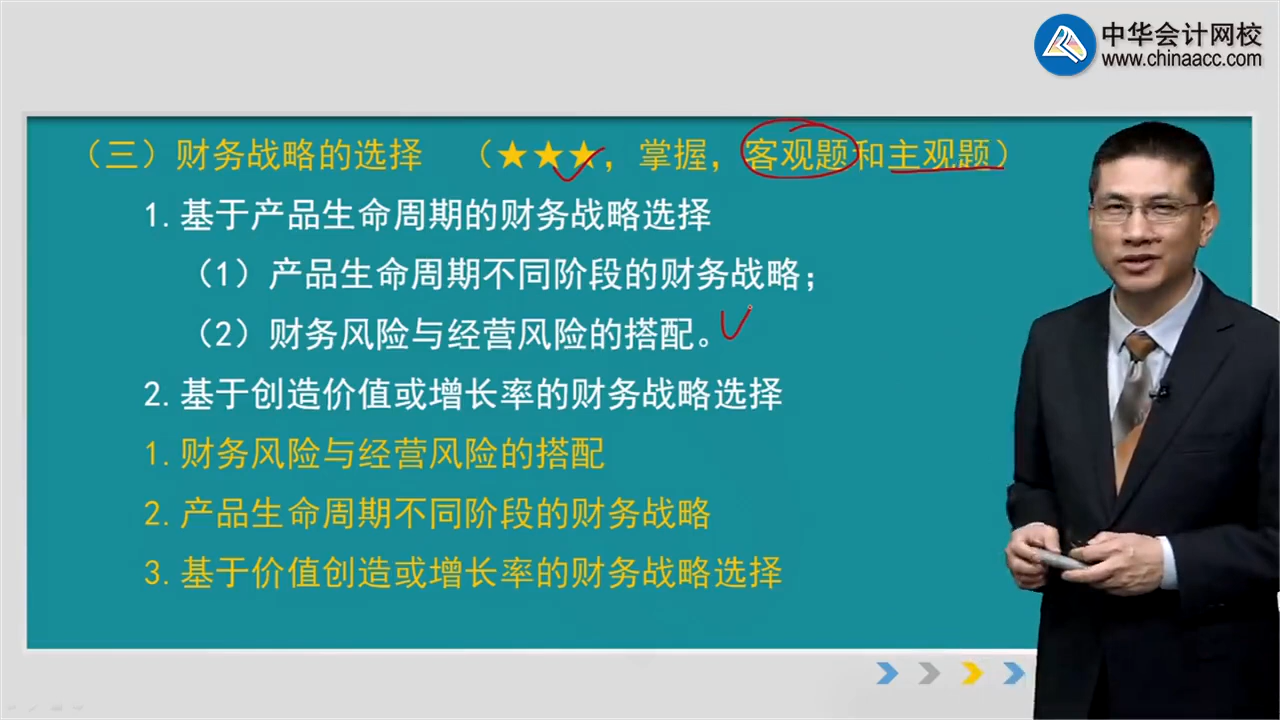 中华会计网校
www.chinaacc.com
（三）财务战略的选择 （★★★，掌握，客观题和主观题）
1.基于产品生命周期的财务战略选择
（1）产品生命周期不同阶段的财务战略；
（2）财务风险与经营风险的搭配。
2.基于创造价值或增长率的财务战略选择
1.财务风险与经营风险的搭配
2.产品生命周期不同阶段的财务战略
3.基于价值创造或增长率的财务战略选择